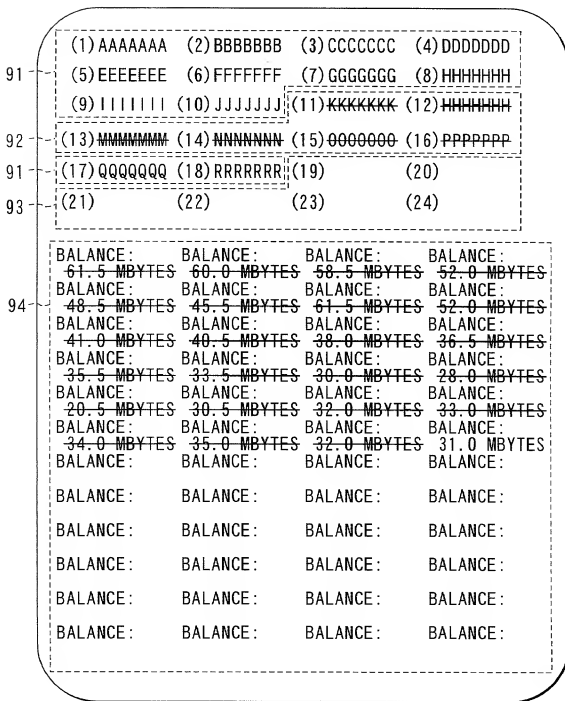 (1) AAAAAAA (2) BBBBBBB (3) CCCCCCC (4) DDDDDDD
91 (5) EEEEEEE (6) FFFFFFF (7) GGGGGGG (8) HHHHHHH
(9) IIIIIII (10) JJJJJJJ (11) KKKKKKK (12) HHHHHHH
92 (13) MMMMMMM (14) NNNNNNN (15) OOOOOOO (16) PPPPPPP
91 (17) QQQQQQQ (18) RRRRRRR (19) (20)
93 (21) (22) (23) (24)
BALANCE: BALANCE: BALANCE: BALANCE:
61.5 MBYTES 60.0 MBYTES 58.5 MBYTES 52.0 MBYTES
BALANCE: BALANCE: BALANCE: BALANCE:
94 48.5 MBYTES 45.5 MBYTES 61.5 MBYTES 52.0 MBYTES
BALANCE: BALANCE: BALANCE: BALANCE:
41.0 MBYTES 40.5 MBYTES 38.0 MBYTES 36.5 MBYTES
BALANCE: BALANCE: BALANCE: BALANCE:
35.5 MBYTES 33.5 MBYTES 30.0 MBYTES 28.0 MBYTES
BALANCE: BALANCE: BALANCE: BALANCE:
20.5 MBYTES 30.5 MBYTES 32.0 MBYTES 33.0 MBYTES
BALANCE: BALANCE: BALANCE: BALANCE:
34.0 MBYTES 35.0 MBYTES 32.0 MBYTES 31.0 MBYTES
BALANCE: BALANCE: BALANCE: BALANCE:
BALANCE: BALANCE: BALANCE: BALANCE:
BALANCE: BALANCE: BALANCE: BALANCE:
BALANCE: BALANCE: BALANCE: BALANCE:
BALANCE: BALANCE: BALANCE: BALANCE:
BALANCE: BALANCE: BALANCE: BALANCE: